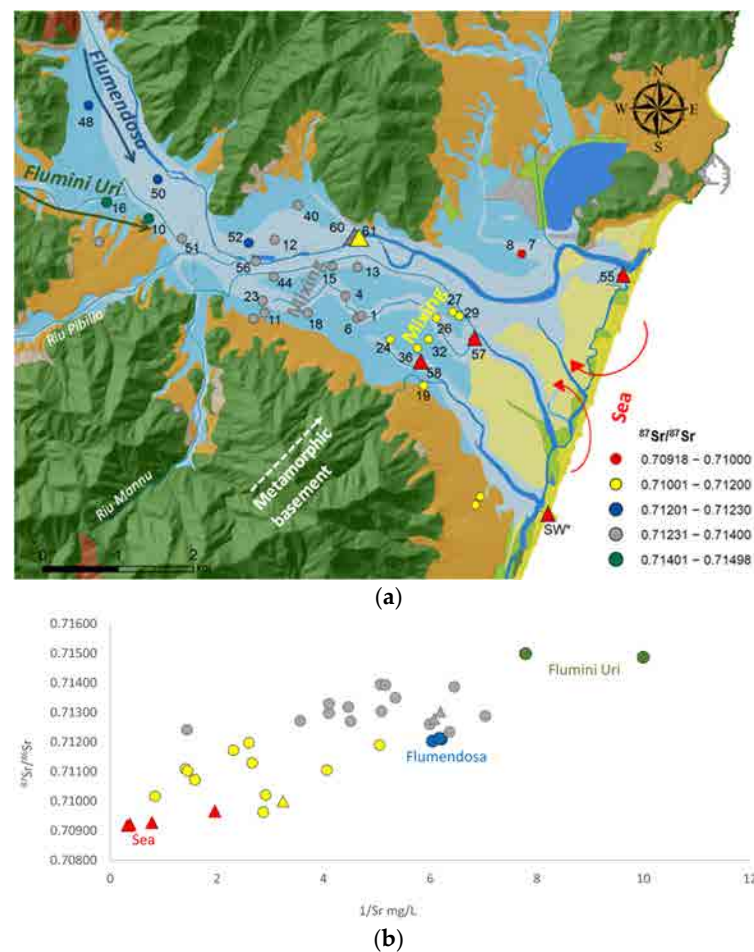 Flumendosa
N
W E
S
48
Flumini Uri
50
16
10
40
60 61
51
52
12
8 7
56
15
13
55
44
Mixing
4
23
27
29
Mixing
11
18
6 1
26
Riu Pibilia
24
32
57
36
58
19
Sea
⁸⁷Sr/⁸⁷Sr
0.70918 – 0.71000
0.71001 – 0.71200
0.71201 – 0.71230
0.71231 – 0.71400
0.71401 – 0.71498
Metamorphic
basement
Riu Mannu
SW*
0 1 2
(a)
0.71600
0.71500
0.71400
0.71300
0.71200
0.71100
0.71000
0.70900
0.70800
⁸⁷Sr/⁸⁶Sr
Flumini Uri
Flumendosa
Sea
0 2 4 6 8 10 12
1/Sr mg/L
(b)